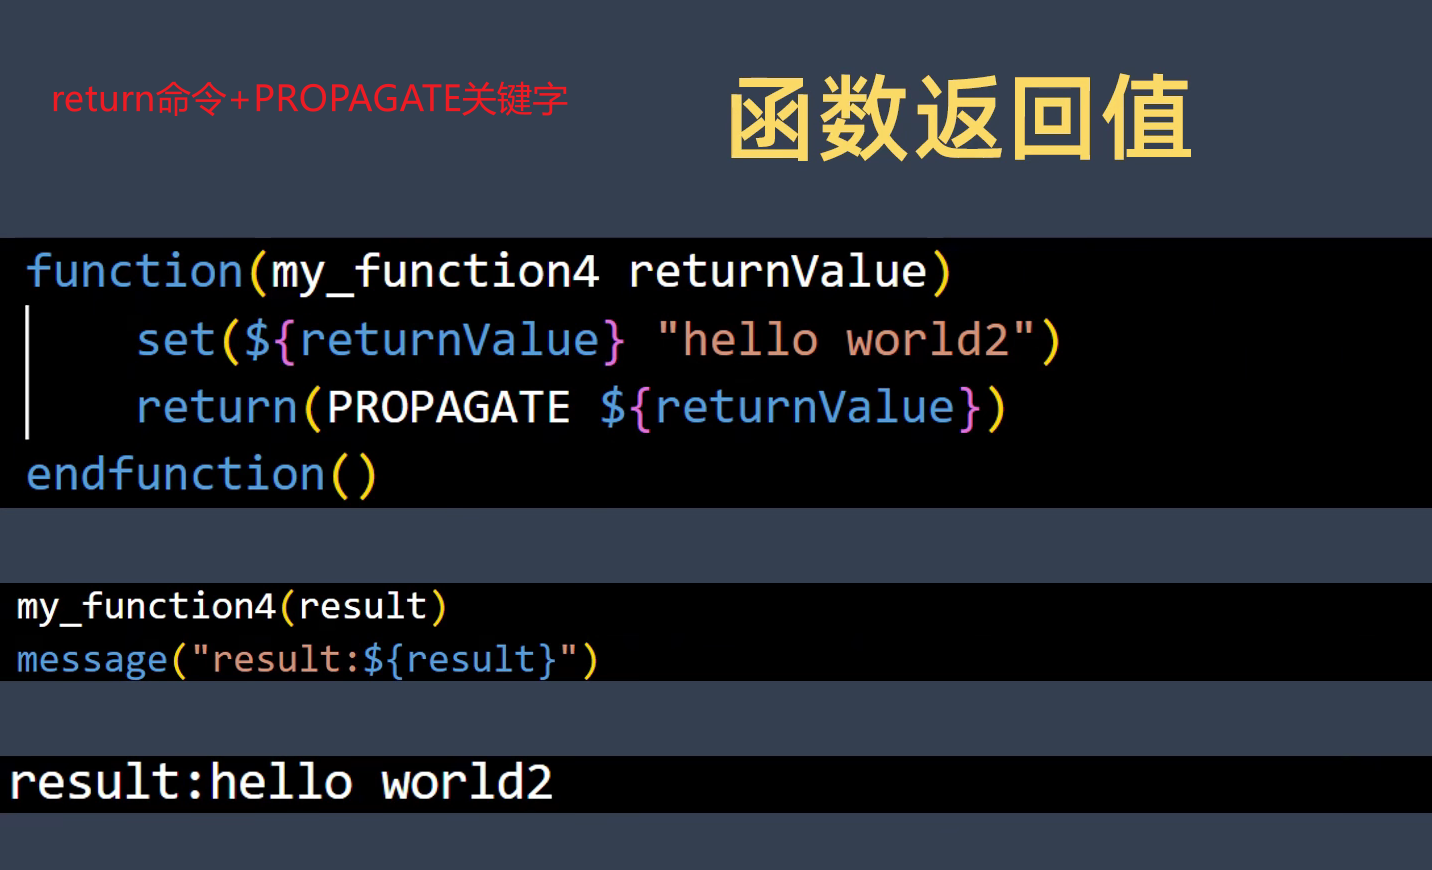 return命令+PROPAGATE关键字
函数返回值
function(my_function4 returnValue)
    set(${returnValue} "hello world2")
    return(PROPAGATE ${returnValue})
endfunction()
my_function4(result)
message("result:${result}")
result:hello world2